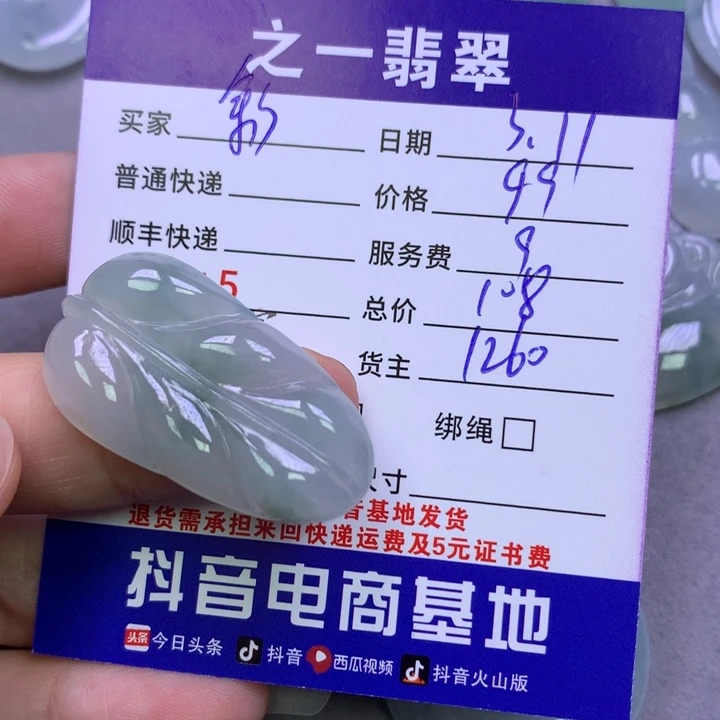 之一翡翠
买家 日期 5.11
普通快递 价格 99
顺丰快递 服务费 9
5 总价 108
货主 1260
绑绳
尺寸
音基地发货
退货需承担来回快递运费及5元证书费
抖音电商基地
头条 今日头条 抖音 西瓜视频 抖音火山版